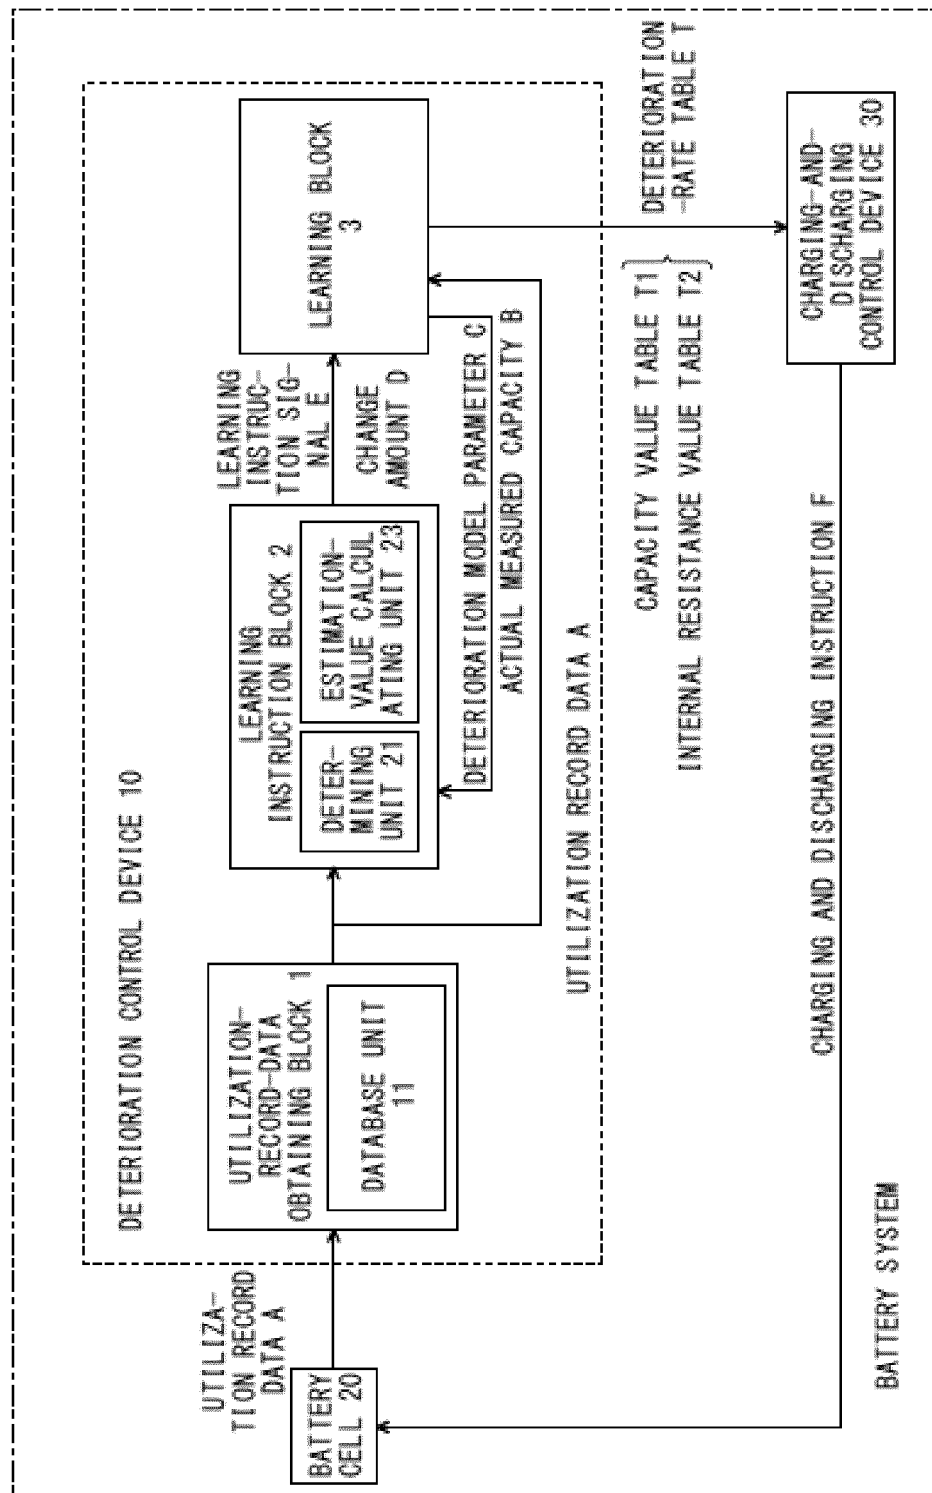 DETERIORATION CONTROL DEVICE 10
UTILIZA-
TION RECORD
DATA A
BATTERY
CELL 20
UTILIZATION-
RECORD-DATA
OBTAINING BLOCK 1
DATABASE UNIT
11
LEARNING
INSTRUCTION BLOCK 2
DETER-
MINING
UNIT 21
ESTIMATION-
VALUE CALCUL
ATING UNIT 23
LEARNING
INSTRUC-
TION SIG-
NAL E
CHANGE
AMOUNT D
LEARNING BLOCK
3
DETERIORATION MODEL PARAMETER C
ACTUAL MEASURED CAPACITY B
UTILIZATION RECORD DATA A
CAPACITY VALUE TABLE T1
INTERNAL RESISTANCE VALUE TABLE T2
DETERIORATION
-RATE TABLE T
CHARGING-AND-
DISCHARGING
CONTROL DEVICE 30
CHARGING AND DISCHARGING INSTRUCTION F
BATTERY SYSTEM